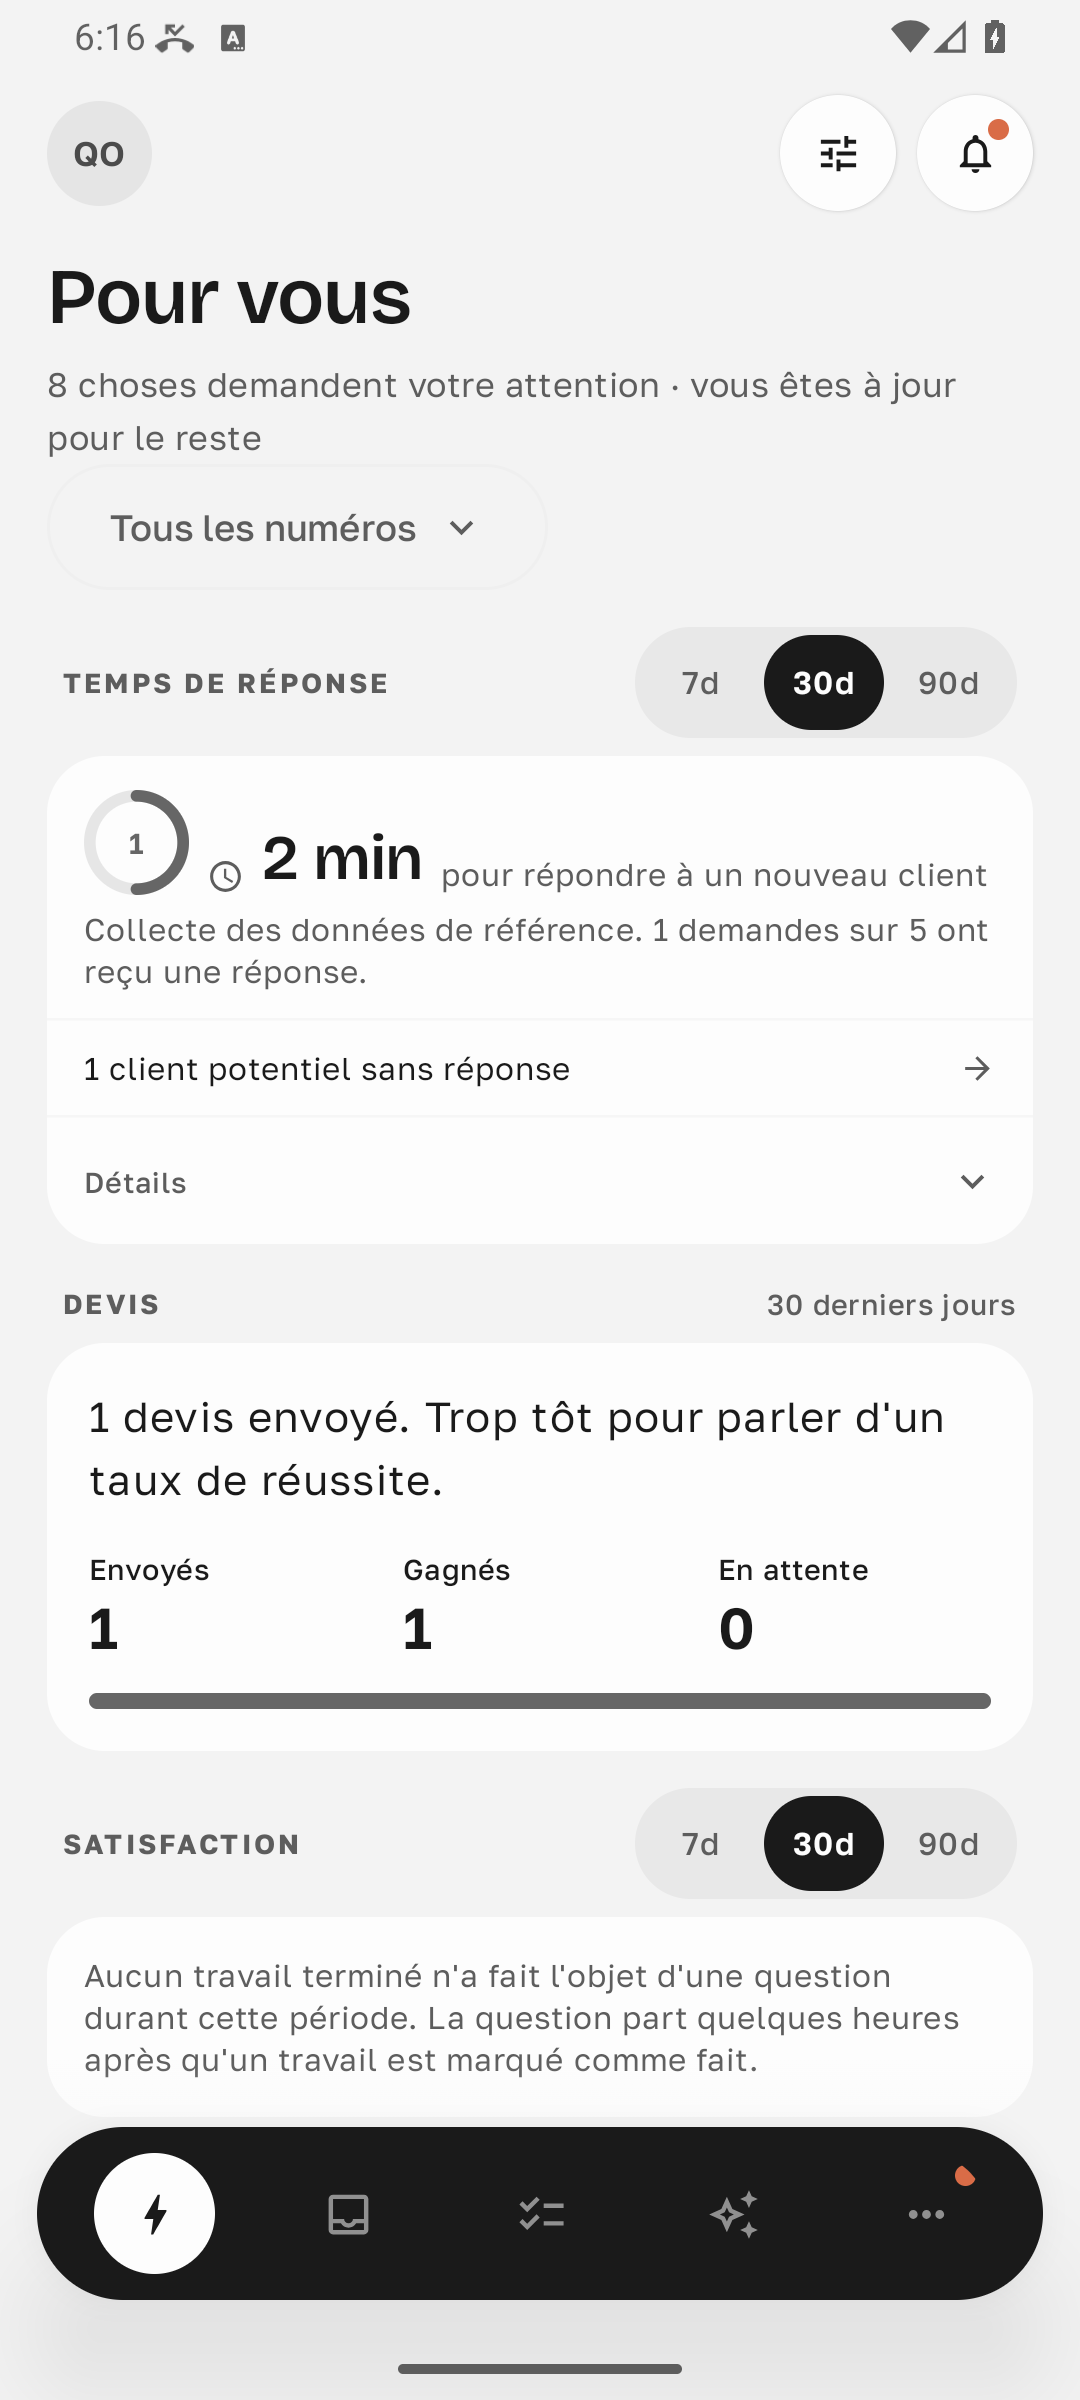 6:16
QO
Pour vous
8 choses demandent votre attention · vous êtes à jour
pour le reste
Tous les numéros
TEMPS DE RÉPONSE
7d 30d 90d
1
2 min pour répondre à un nouveau client
Collecte des données de référence. 1 demandes sur 5 ont
reçu une réponse.
1 client potentiel sans réponse
Détails
DEVIS
30 derniers jours
1 devis envoyé. Trop tôt pour parler d'un
taux de réussite.
Envoyés Gagnés En attente
1 1 0
SATISFACTION
7d 30d 90d
Aucun travail terminé n'a fait l'objet d'une question
durant cette période. La question part quelques heures
après qu'un travail est marqué comme fait.